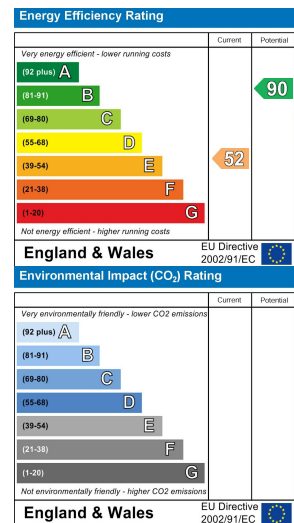 Energy Efficiency Rating
Current Potential
Very energy efficient - lower running costs
(92 plus) A
(81-91) B
90
(69-80) C
(55-68) D
(39-54) E
52
(21-38) F
(1-20) G
Not energy efficient - higher running costs
England & Wales
EU Directive
2002/91/EC
Environmental Impact (CO₂) Rating
Current Potential
Very environmentally friendly - lower CO2 emissions
(92 plus) A
(81-91) B
(69-80) C
(55-68) D
(39-54) E
(21-38) F
(1-20) G
Not environmentally friendly - higher CO2 emissions
England & Wales
EU Directive
2002/91/EC